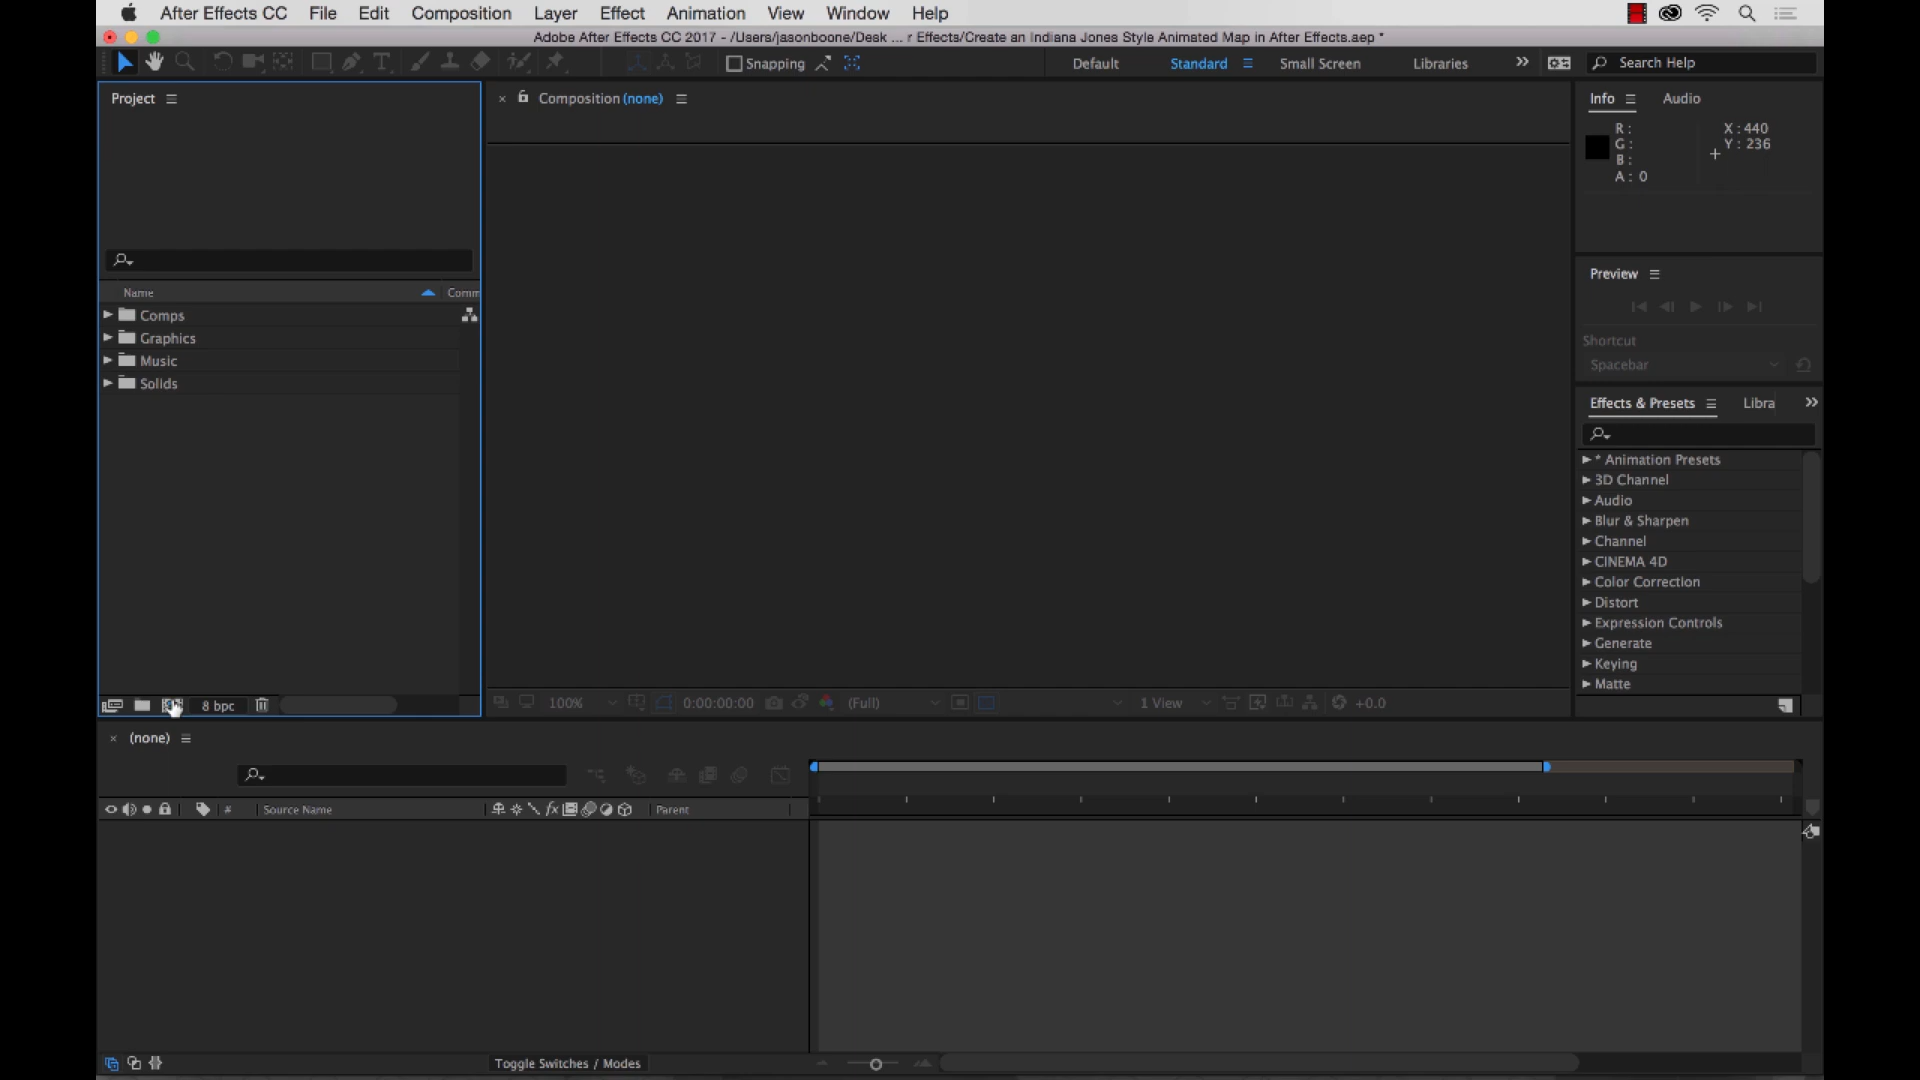 After Effects CC File Edit Composition Layer Effect Animation View Window Help
Adobe After Effects CC 2017 - /Users/jasonboone/Desk ... r Effects/Create an Indiana Jones Style Animated Map in After Effects.aep *
Snapping Default Standard Small Screen Libraries Search Help
Project
Composition (none)
Info Audio
R :
G :
B :
A : 0
X : 440
Y : 236
Preview
Shortcut
Spacebar
Name Comm
Comps
Graphics
Music
Solids
Effects & Presets Libra
* Animation Presets
3D Channel
Audio
Blur & Sharpen
Channel
CINEMA 4D
Color Correction
Distort
Expression Controls
Generate
Keying
Matte
8 bpc
100% 0:00:00:00 (Full) 1 View +0.0
(none)
# Source Name fx Parent
Toggle Switches / Modes